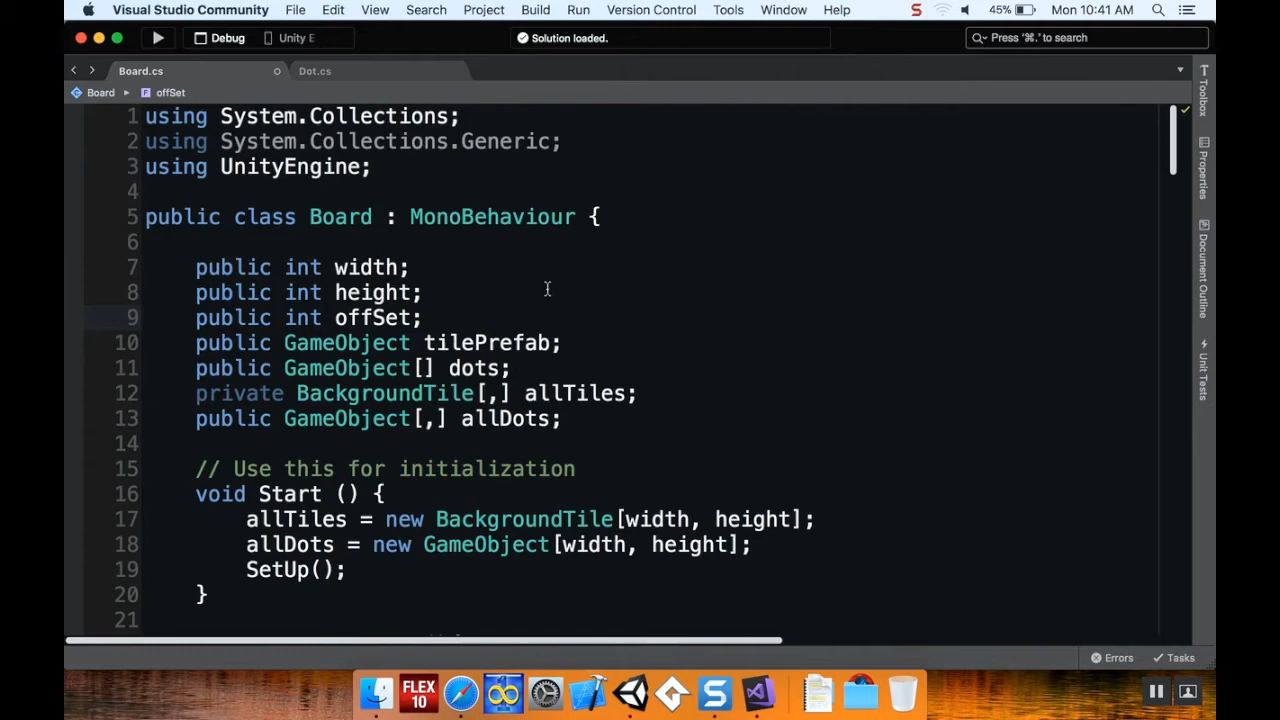 Visual Studio Community File Edit View Search Project Build Run Version Control Tools Window Help S 45% Mon 10:41 AM
Debug Unity E Solution loaded. Press ‘⌘.’ to search
Board.cs Dot.cs
Board ▸ offSet
1 using System.Collections;
2 using System.Collections.Generic;
3 using UnityEngine;
4
5 public class Board : MonoBehaviour {
6
7 public int width;
8 public int height;
9 public int offSet;
10 public GameObject tilePrefab;
11 public GameObject[] dots;
12 private BackgroundTile[,] allTiles;
13 public GameObject[,] allDots;
14
15 // Use this for initialization
16 void Start () {
17 allTiles = new BackgroundTile[width, height];
18 allDots = new GameObject[width, height];
19 SetUp();
20 }
21
Toolbox
Properties
Document Outline
Unit Tests
Errors Tasks
FLEX
10
S